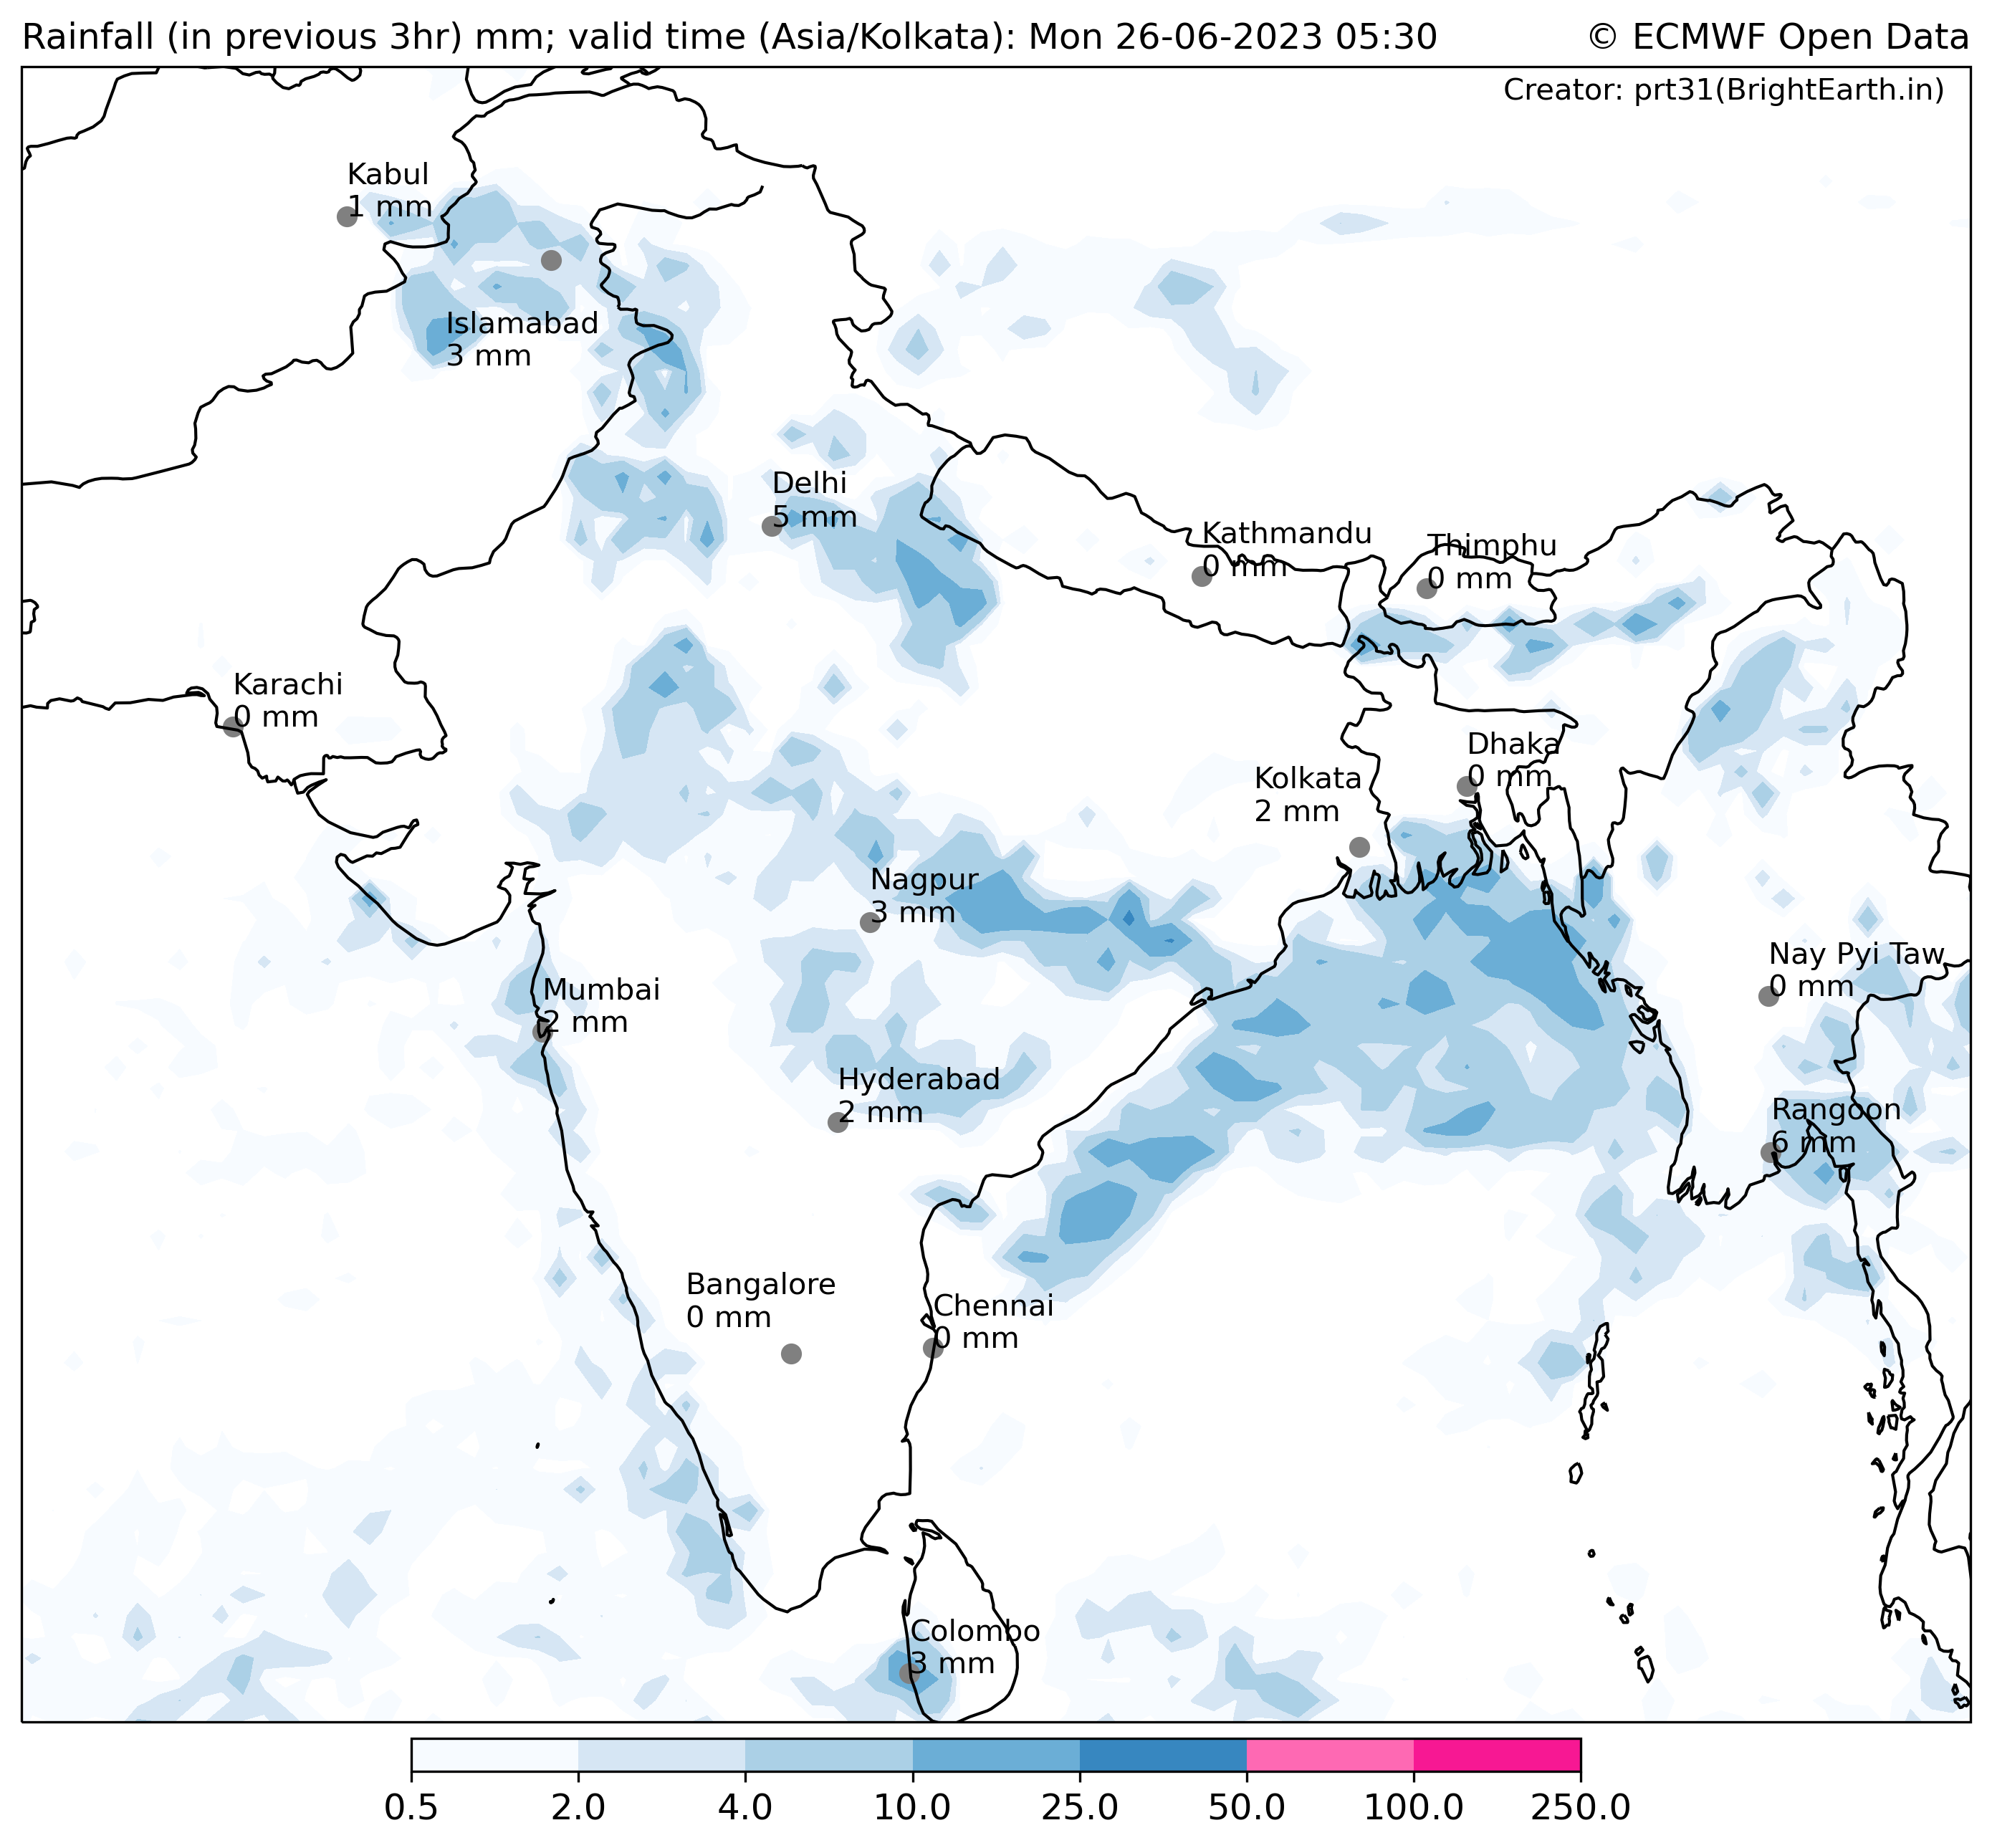 Rainfall (in previous 3hr) mm; valid time (Asia/Kolkata): Mon 26-06-2023 05:30
© ECMWF Open Data
Creator: prt31(BrightEarth.in)
Kabul
1 mm
Islamabad
3 mm
Delhi
5 mm
Kathmandu
0 mm
Thimphu
0 mm
Karachi
0 mm
Dhaka
0 mm
Kolkata
2 mm
Nagpur
3 mm
Nay Pyi Taw
0 mm
Mumbai
2 mm
Hyderabad
2 mm
Rangoon
6 mm
Bangalore
0 mm
Chennai
0 mm
Colombo
3 mm
0.5 2.0 4.0 10.0 25.0 50.0 100.0 250.0